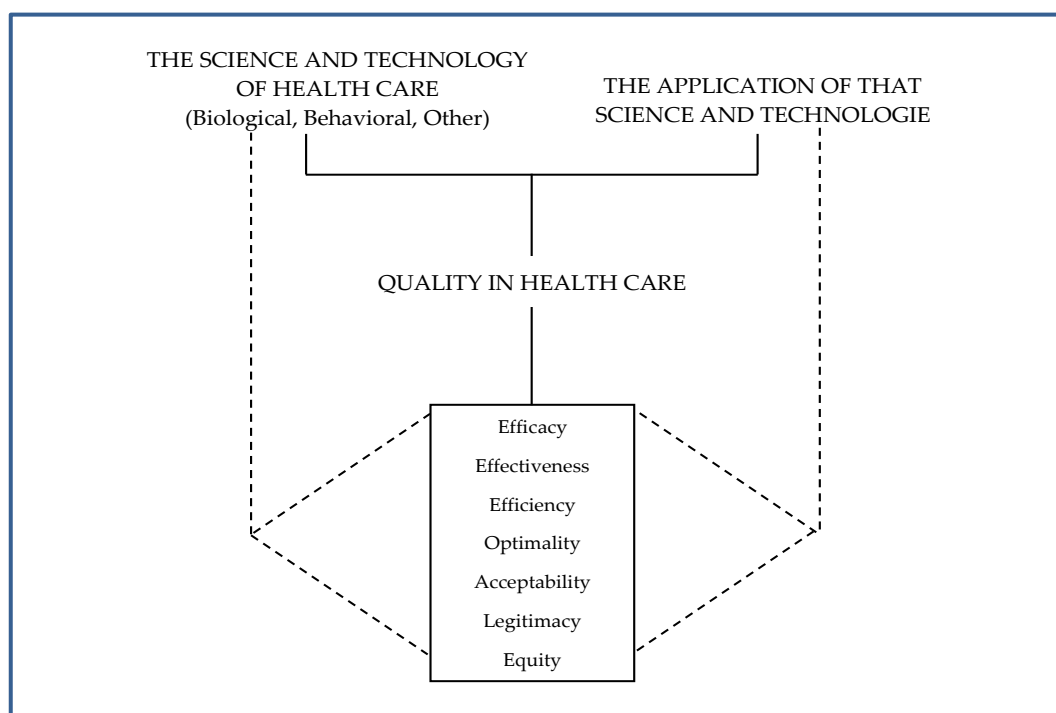 THE SCIENCE AND TECHNOLOGY
OF HEALTH CARE
(Biological, Behavioral, Other)
THE APPLICATION OF THAT
SCIENCE AND TECHNOLOGIE
QUALITY IN HEALTH CARE
Efficacy
Effectiveness
Efficiency
Optimality
Acceptability
Legitimacy
Equity